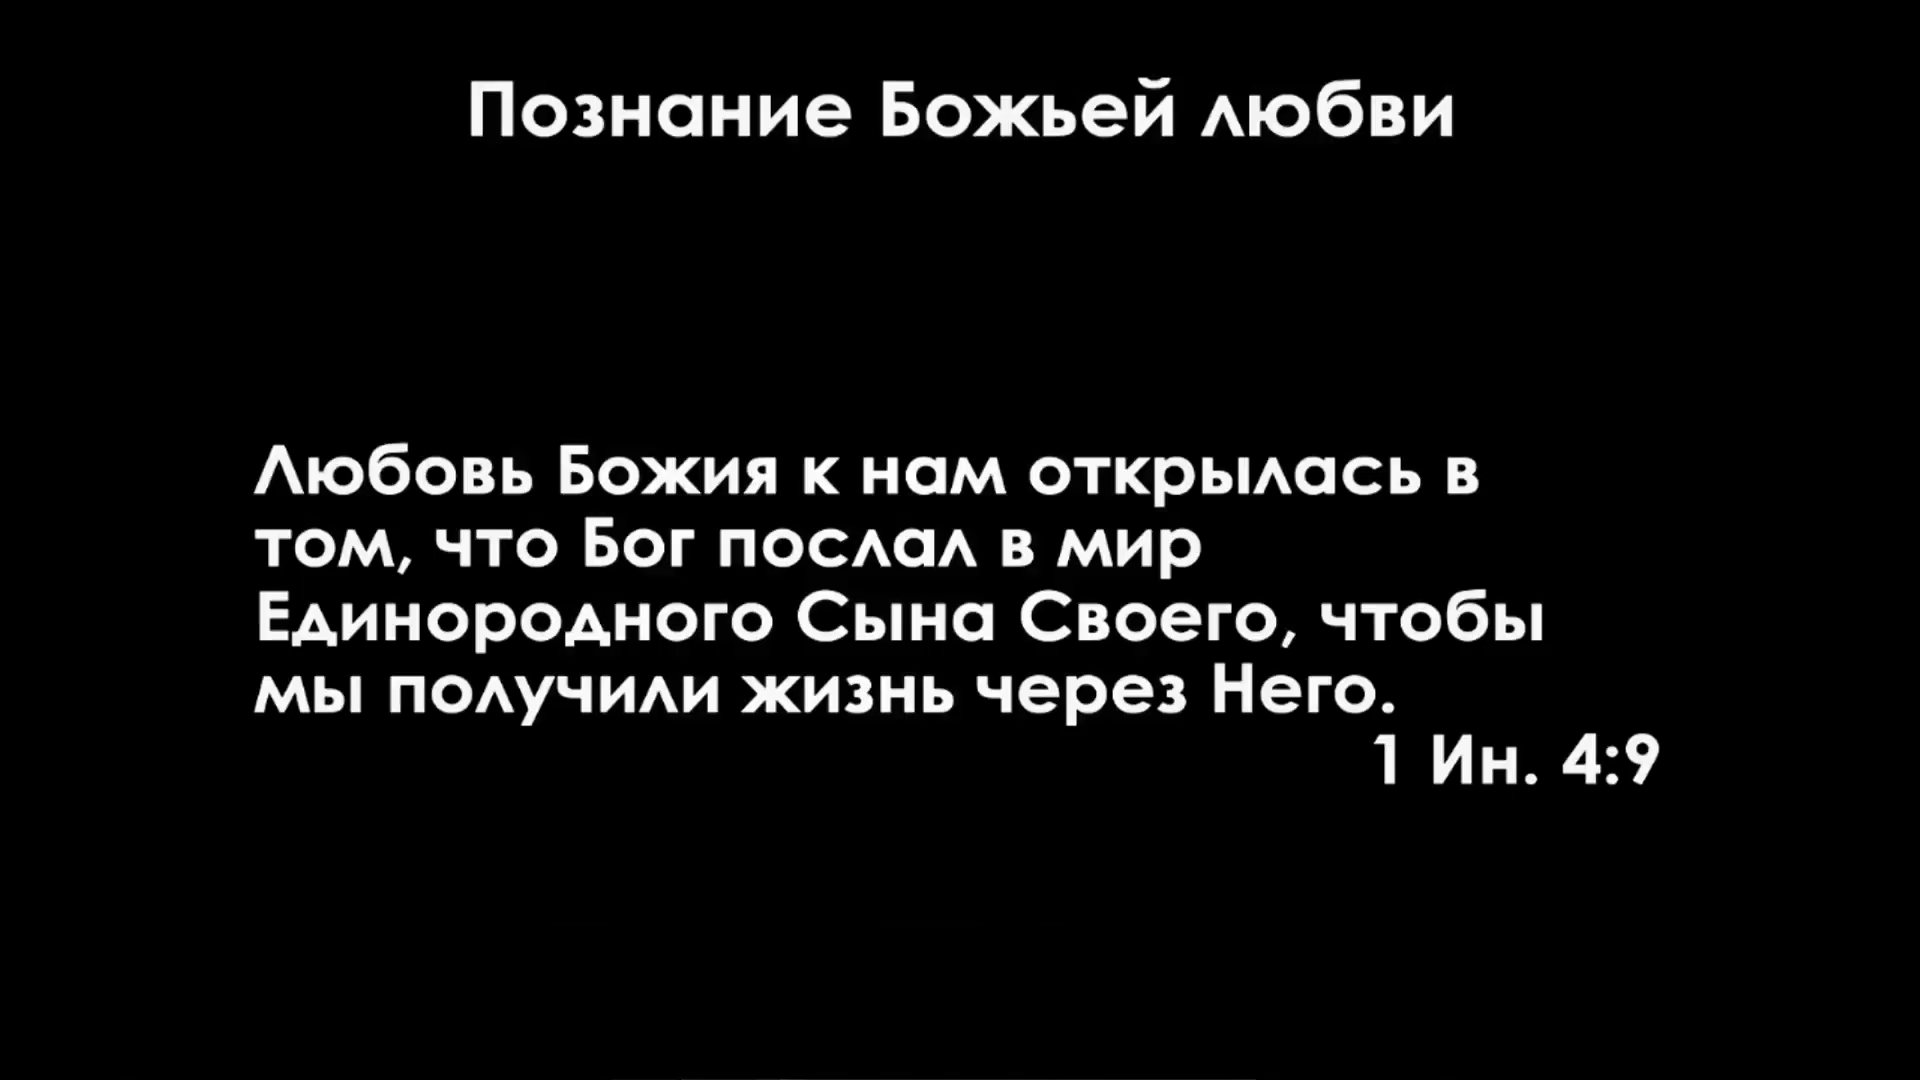 Познание Божьей любви
Любовь Божия к нам открылась в
том, что Бог послал в мир
Единородного Сына Своего, чтобы
мы получили жизнь через Него.
1 Ин. 4:9